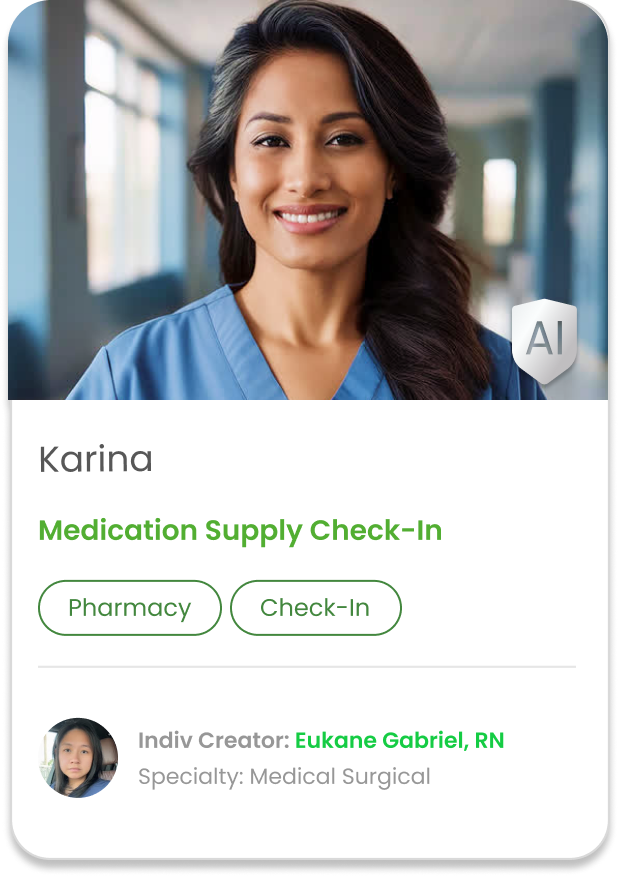 AI
Karina
Medication Supply Check-In
Pharmacy Check-In
Indiv Creator: Eukane Gabriel, RN
Specialty: Medical Surgical